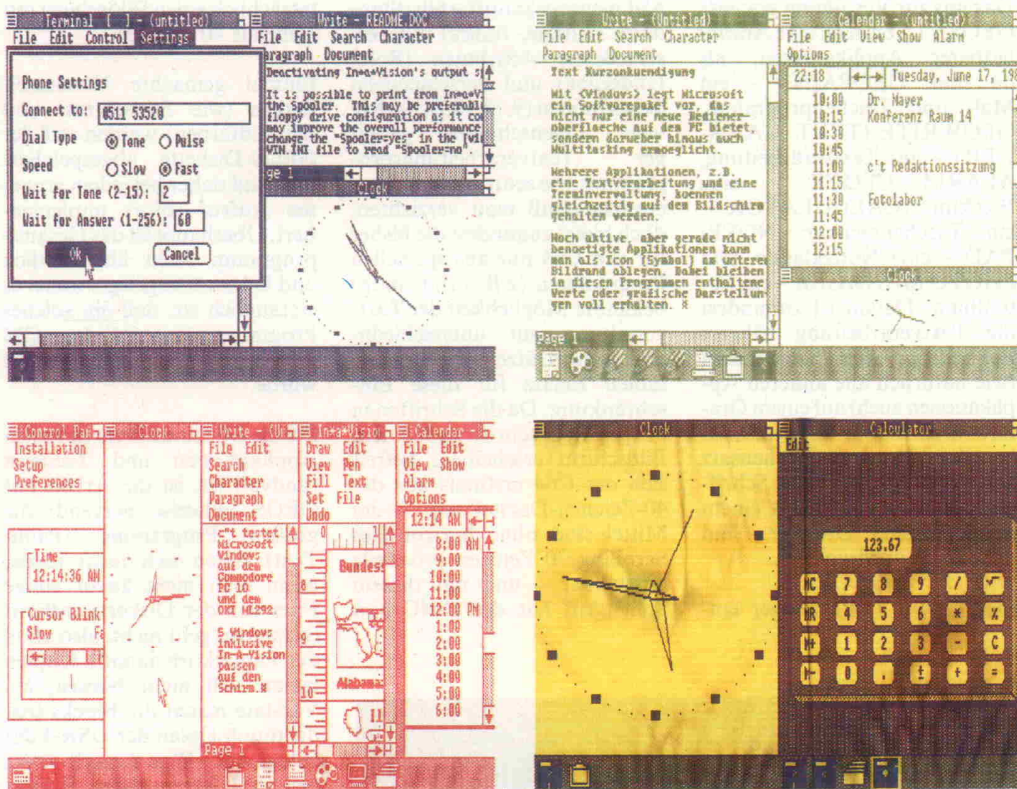 Terminal [ ] - (untitled)
File Edit Control Settings
Phone Settings
Connect to: 0511 53520
Dial Type Tone Pulse
Speed Slow Fast
Wait for Tone (2-15): 2
Wait for Answer (1-256): 60
Ok Cancel
Write - README.DOC
File Edit Search Character
Paragraph Document
Deactivating In*a*Vision's output s
It is possible to print from In*a*V
the Spooler. This may be preferabl
floppy drive configuration as it co
may improve the overall performance
change the "Spooler=yes" in the [wi
WIN.INI file to read "Spooler=no".
ge 1
Clock
Write - (Untitled)
File Edit Search Character
Paragraph Document
Text zur Anwendigung
Mit <Windows> legt Microsoft
ein Softwarepaket vor, das
nicht nur eine neue Bediener-
oberflaeche auf dem PC bietet,
sondern darueber hinaus auch
Multitasking ermoeglicht.
Mehrere Applikationen, z.B.
eine Textverarbeitung und eine
Adressverwaltung, koennen
gleichzeitig auf dem Bildschirm
gehalten werden.
Noch aktive, aber gerade nicht
benoetigte Applikationen kann
man als Icon (Symbol) am unteren
Bildrand ablegen. Dabei bleiben
in diesen Programmen enthaltene
Werte oder grafische Darstellun
gen voll erhalten.
Page 1
Calendar - (untitled)
File Edit View Show Alarm
Options
22:18 Tuesday, June 17, 198
10:00 Dr. Mayer
10:15 Konferenz Raum 14
10:30
10:45
11:00 c't Redaktionssitzung
11:15
11:30 Fotolabor
11:45
12:00
12:15
Clock
Control Pan
Installation
Setup
Preferences
Time
12:14:36 AM
Cursor Blink
Slow
Clock
Write - (Un
File Edit
Search
Character
Paragraph
Document
c't testet
Microsoft
Windows
auf dem
Commodore
PC 10
und dem
OKI ML292
5 Windows
inklusive
In-A-Vision
passen
auf den
Schirm.
Page 1
In*a*Vision
Draw Edit
View Pen
Fill Text
Set File
Undo
0 1
8
9
10
Bundes
Alabama
11
Calendar -
File Edit
View Show
Alarm
Options
12:14 AM
8:00 AM
9:00
10:00
11:00
12:00 PM
1:00
2:00
3:00
4:00
5:00
6:00
Clock
Calculator
Edit
123.67
MC 7 8 9 / √
MR 4 5 6 * %
M+ 1 2 3 - C
M- 0 . ± + =